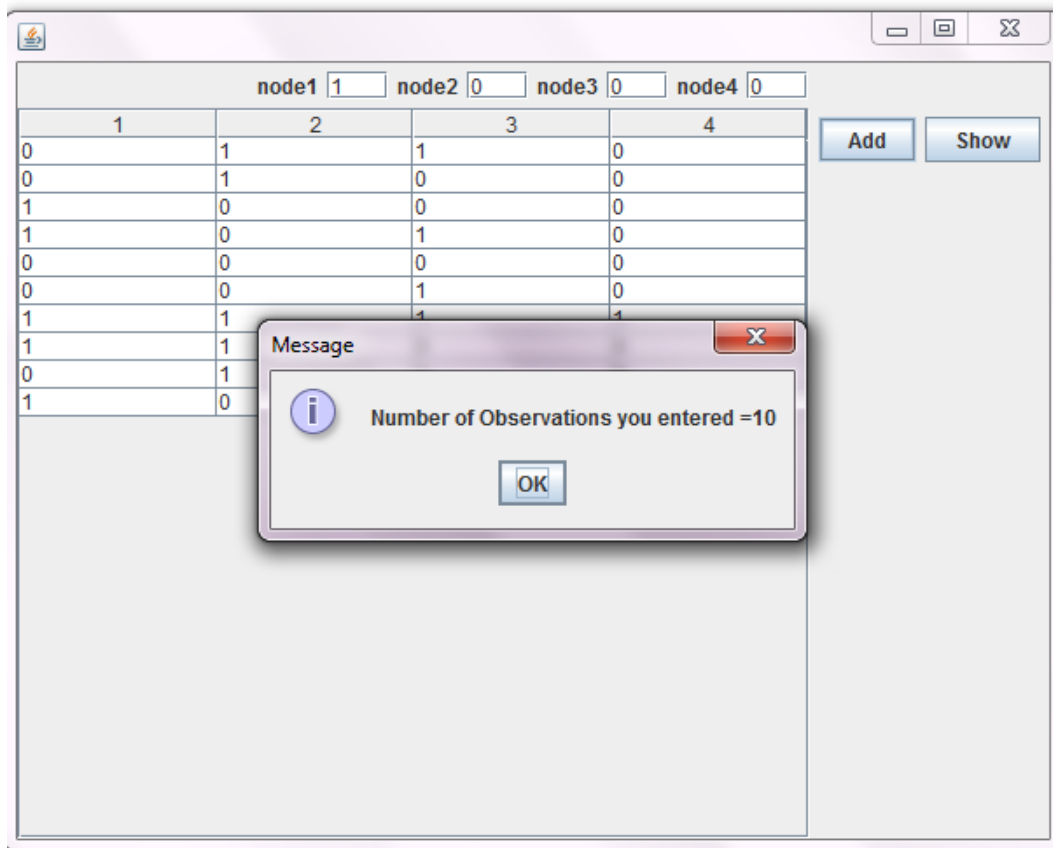 node1 1 node2 0 node3 0 node4 0
1 2 3 4
Add Show
0 1 1 0
0 1 0 0
1 0 0 0
1 0 1 0
0 0 0 0
0 0 1 0
1 1 1 1
1 1
0 1
1 0
Message
Number of Observations you entered =10
OK